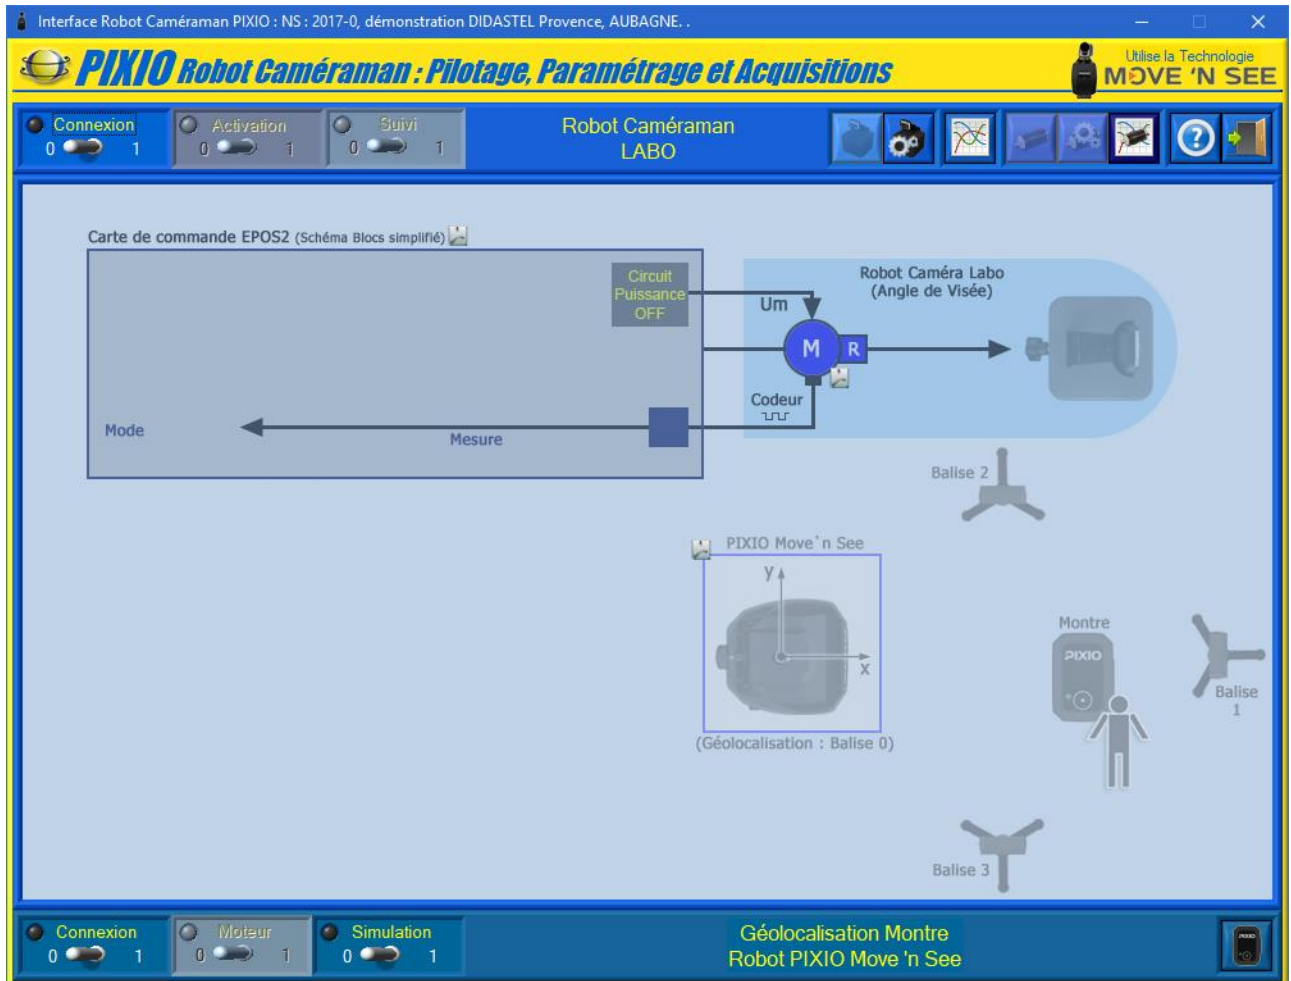 Interface Robot Caméraman PIXIO : NS : 2017-0, démonstration DIDASTEL Provence, AUBAGNE. .
PIXIO Robot Caméraman : Pilotage, Paramétrage et Acquisitions
Utilise la Technologie
MOVE 'N SEE
Connexion
0 1
Activation
0 1
Suivi
0 1
Robot Caméraman
LABO
?
Carte de commande EPOS2 (Schéma Blocs simplifié)
Circuit
Puissance
OFF
Um
Robot Caméra Labo
(Angle de Visée)
M R
Codeur
Mode
Mesure
Balise 2
PIXIO Move`n See
y
x
(Géolocalisation : Balise 0)
Montre
PIXIO
Balise
1
Balise 3
Connexion
0 1
Moteur
0 1
Simulation
0 1
Géolocalisation Montre
Robot PIXIO Move 'n See
PIXIO